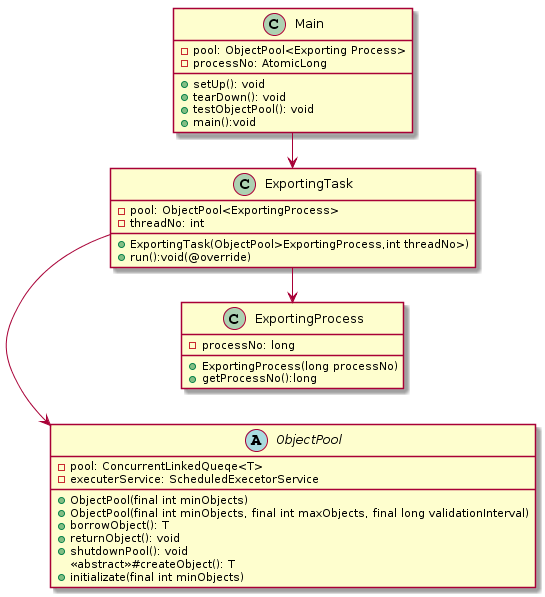 C Main
pool: ObjectPool<Exporting Process>
processNo: AtomicLong
setUp(): void
tearDown(): void
testObjectPool(): void
main():void
C ExportingTask
pool: ObjectPool<ExportingProcess>
threadNo: int
ExportingTask(ObjectPool>ExportingProcess,int threadNo>)
run():void(@override)
C ExportingProcess
processNo: long
ExportingProcess(long processNo)
getProcessNo():long
A ObjectPool
pool: ConcurrentLinkedQueqe<T>
executerService: ScheduledExecetorService
ObjectPool(final int minObjects)
ObjectPool(final int minObjects, final int maxObjects, final long validationInterval)
borrowObject(): T
returnObject(): void
shutdownPool(): void
«abstract»#createObject(): T
initializate(final int minObjects)